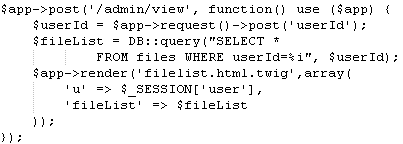 $app->post('/admin/view', function() use ($app) {
    $userId = $app->request()->post('userId');
    $fileList = DB::query("SELECT *
            FROM files WHERE userId=%i", $userId);
    $app->render('filelist.html.twig',array(
        'u' => $_SESSION['user'],
        'fileList' => $fileList
    ));
});